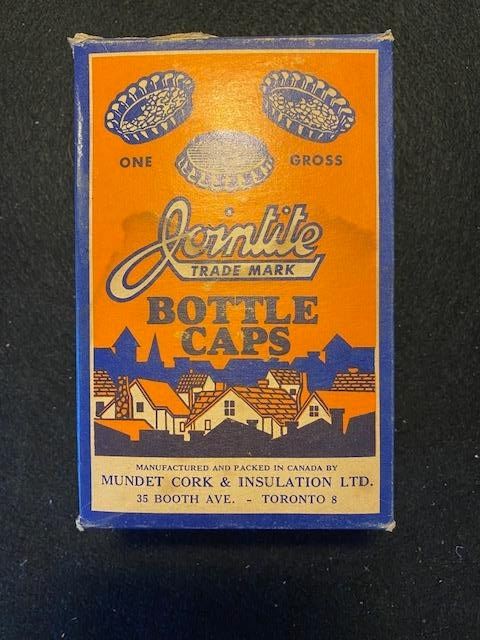 ONE GROSS
Jointite
TRADE MARK
BOTTLE
CAPS
MANUFACTURED AND PACKED IN CANADA BY
MUNDET CORK & INSULATION LTD.
35 BOOTH AVE. - TORONTO 8